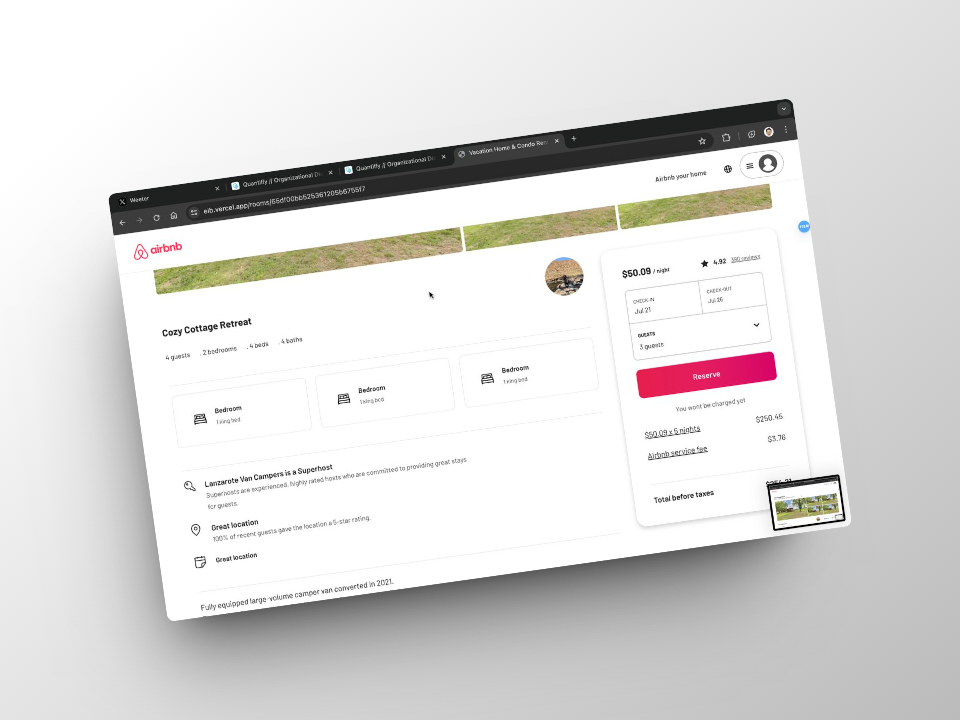 Weeter
Quantifly // Organizational Di
Quantifly // Organizational Di
Vacation Home & Condo Ren
eib.vercel.app/rooms/65df00bb525361205b6755f7
airbnb
Airbnb your home
Cozy Cottage Retreat
4 guests . 2 bedrooms . 4 beds . 4 baths
Bedroom
1 king bed
Bedroom
1 king bed
Bedroom
1 king bed
Lanzarote Van Campers is a Superhost
Superhosts are experienced, highly rated hosts who are committed to providing great stays
for guests.
Great location
100% of recent guests gave the location a 5-star rating.
Great location
Fully equipped large-volume camper van converted in 2021.
$50.09 / night
4.92 390 reviews
CHECK-IN
Jul 21
CHECK-OUT
Jul 26
GUESTS
3 guests
Reserve
You wont be charged yet
$50.09 x 5 nights $250.45
Airbnb service fee $3.76
Total before taxes